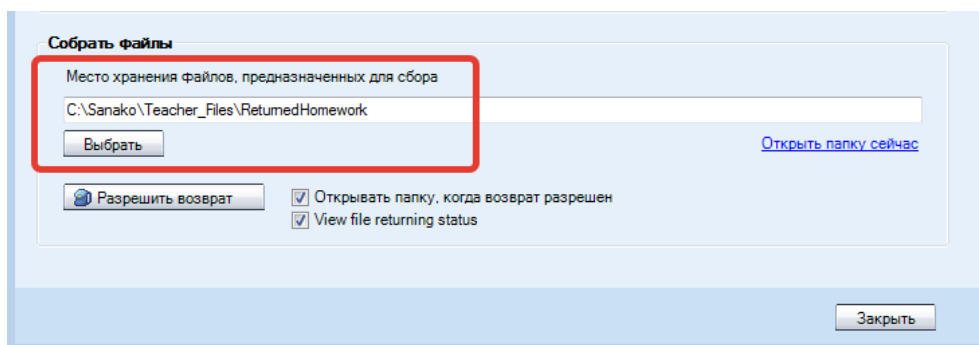 Собрать файлы
Место хранения файлов, предназначенных для сбора
C:\Sanako\Teacher_Files\ReturnedHomework
Выбрать
Открыть папку сейчас
Разрешить возврат
Открывать папку, когда возврат разрешен
View file returning status
Закрыть